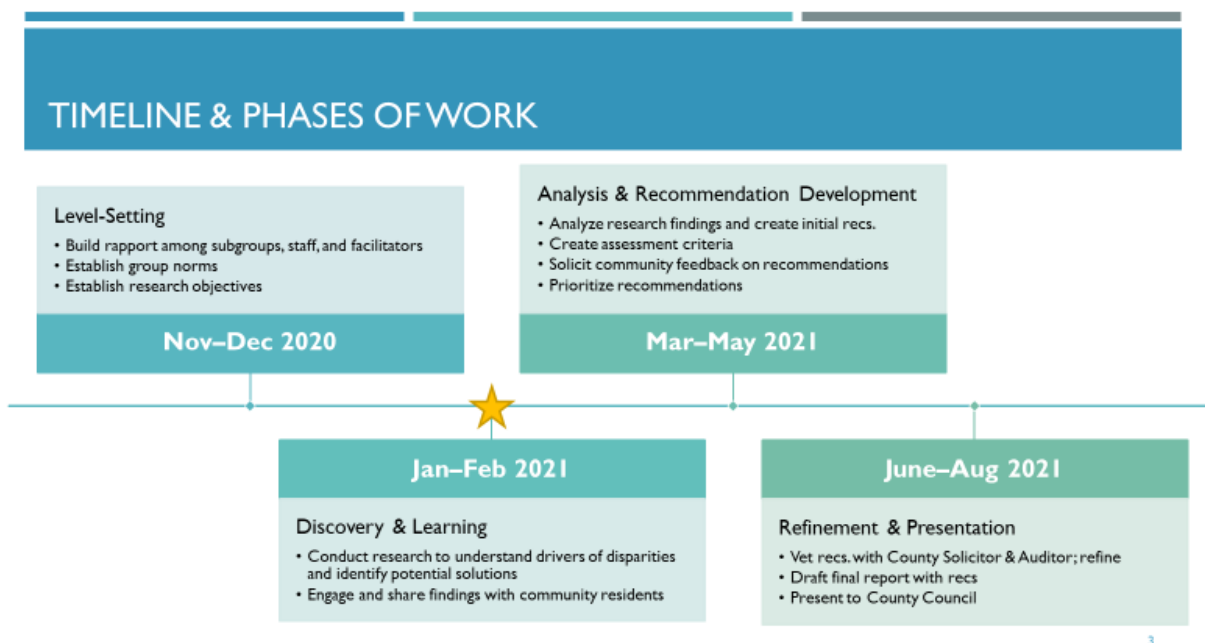 TIMELINE & PHASES OF WORK
Level-Setting
• Build rapport among subgroups, staff, and facilitators
• Establish group norms
• Establish research objectives
Nov–Dec 2020
Analysis & Recommendation Development
• Analyze research findings and create initial recs.
• Create assessment criteria
• Solicit community feedback on recommendations
• Prioritize recommendations
Mar–May 2021
Jan–Feb 2021
Discovery & Learning
• Conduct research to understand drivers of disparities
and identify potential solutions
• Engage and share findings with community residents
June–Aug 2021
Refinement & Presentation
• Vet recs. with County Solicitor & Auditor; refine
• Draft final report with recs
• Present to County Council
3